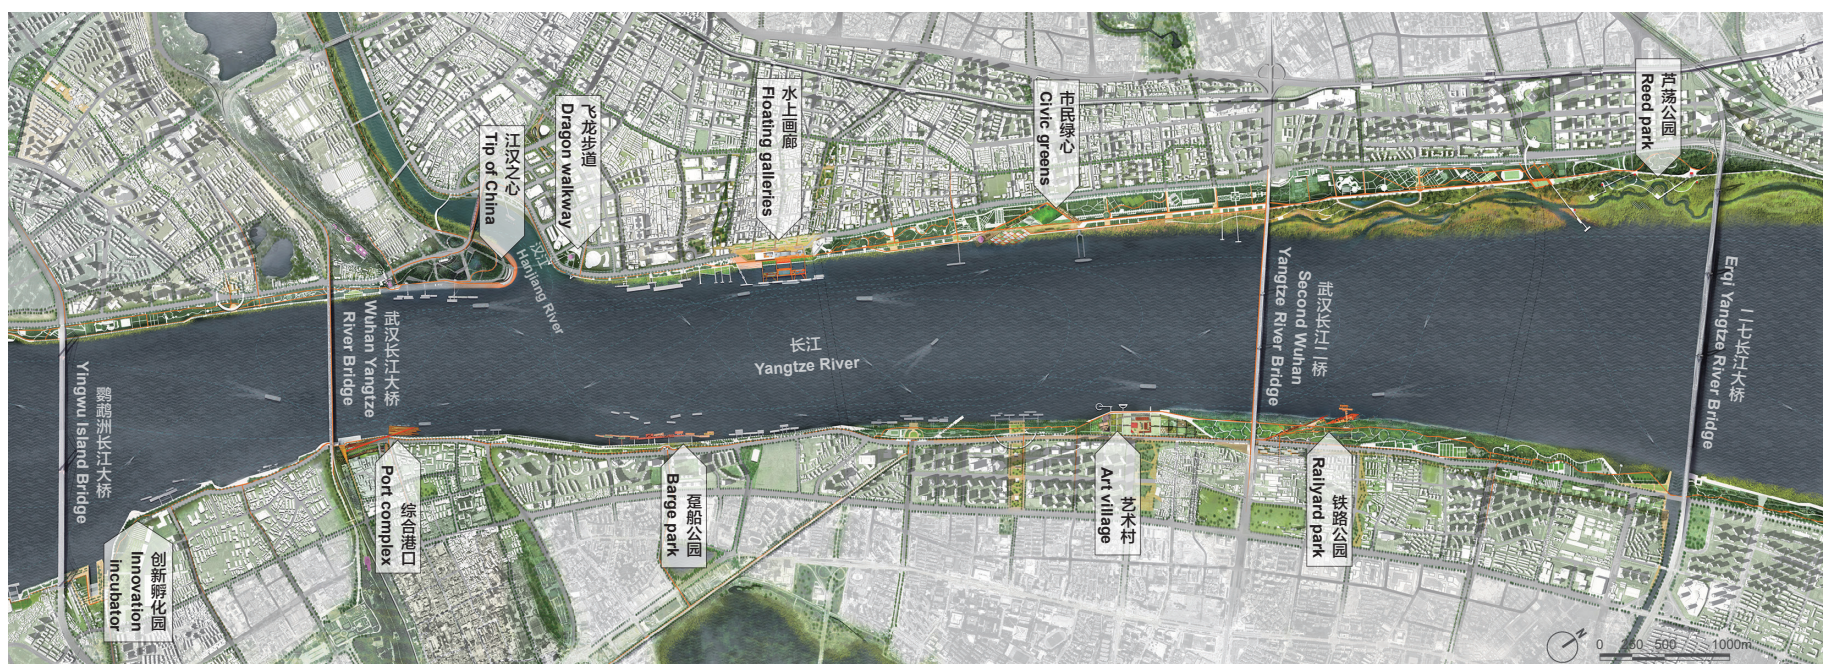 江汉之心
Tip of China
飞龙步道
Dragon walkway
水上画廊
Floating galleries
市民绿心
Civic greens
芦荡公园
Reed park
汉江
Hanjiang River
长江
Yangtze River
鹦鹉洲长江大桥
Yingwu Island Bridge
武汉长江大桥
Wuhan Yangtze
River Bridge
武汉长江二桥
Second Wuhan
Yangtze River Bridge
二七长江大桥
Erqi Yangtze River Bridge
创新孵化园
Innovation
incubator
综合港口
Port complex
趸船公园
Barge park
艺术村
Art village
铁路公园
Railyard park
N
0 250 500 1000m